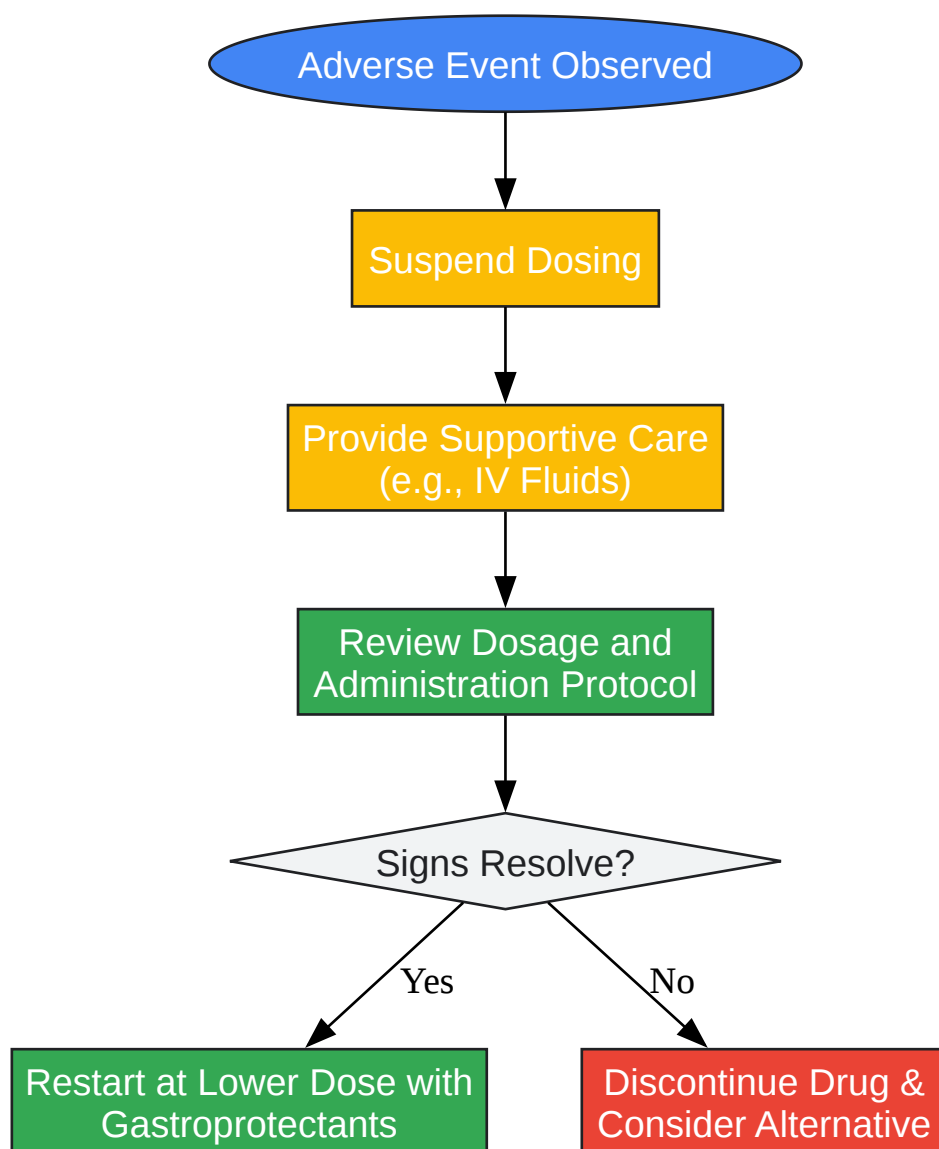 Adverse Event Observed
Suspend Dosing
Provide Supportive Care
(e.g., IV Fluids)
Review Dosage and
Administration Protocol
Signs Resolve?
Yes
No
Restart at Lower Dose with
Gastroprotectants
Discontinue Drug &
Consider Alternative